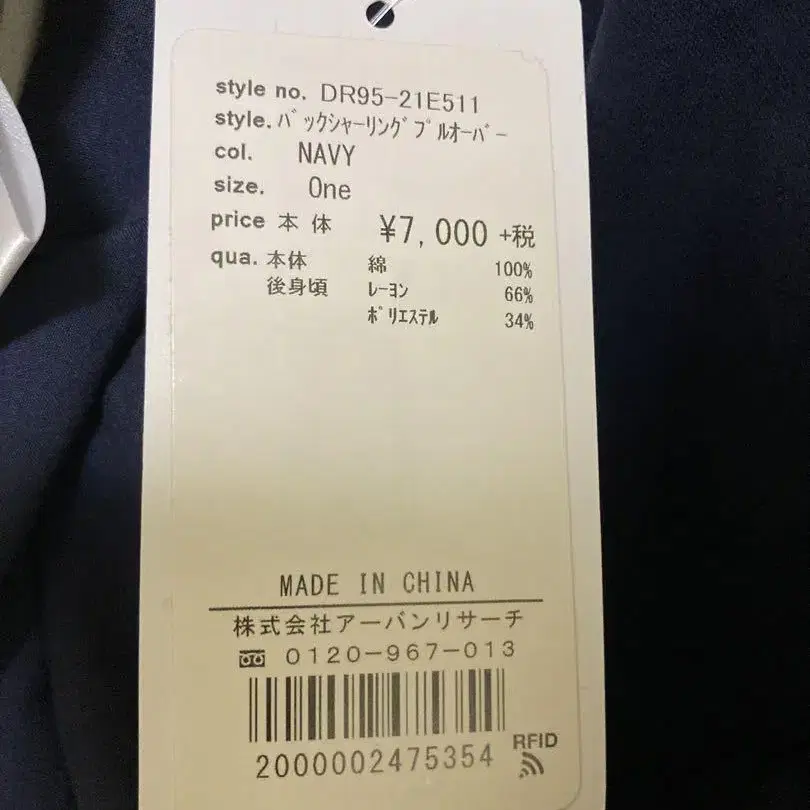 style no. DR95-21E511
style. ﾊﾞｯｸｼｬｰﾘﾝｸﾞﾌﾟﾙｵｰﾊﾞｰ
col. NAVY
size. One
price 本体 ¥7,000 +税
qua. 本体 綿 100%
後身頃 ﾚｰﾖﾝ 66%
ﾎﾟﾘｴｽﾃﾙ 34%
MADE IN CHINA
株式会社アーバンリサーチ
0120-967-013
2000002475354
RFID